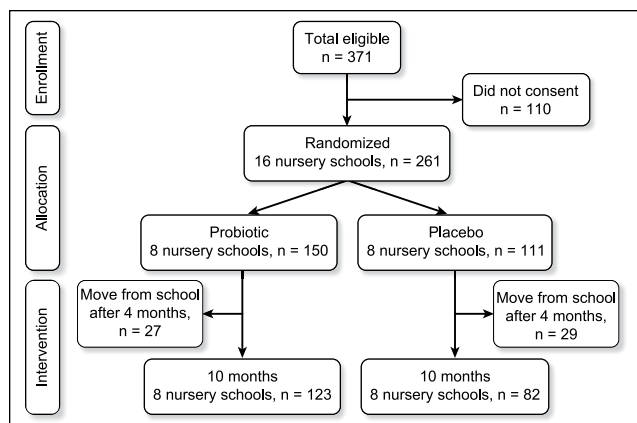 Enrollment
Total eligible
n = 371
Did not consent
n = 110
Allocation
Randomized
16 nursery schools, n = 261
Probiotic
8 nursery schools, n = 150
Placebo
8 nursery schools, n = 111
Intervention
Move from school
after 4 months,
n = 27
Move from school
after 4 months,
n = 29
10 months
8 nursery schools, n = 123
10 months
8 nursery schools, n = 82